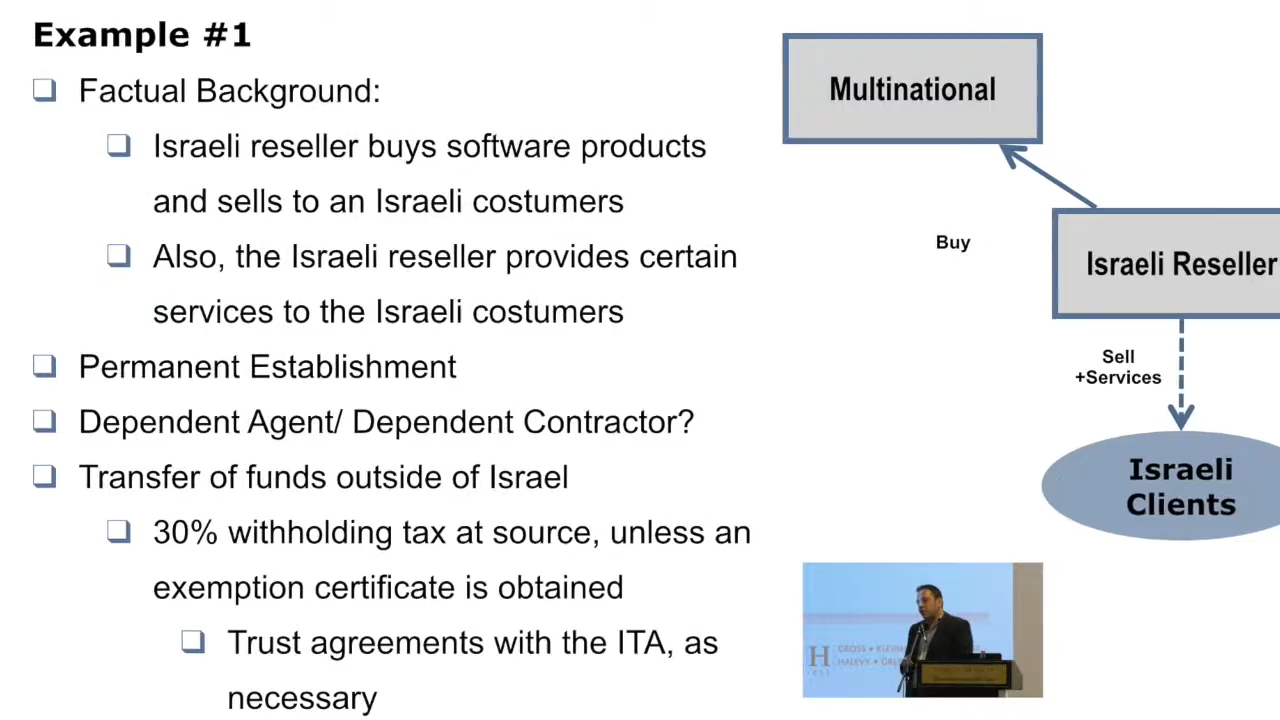 Example #1
Factual Background:
Israeli reseller buys software products
and sells to an Israeli costumers
Also, the Israeli reseller provides certain
services to the Israeli costumers
Permanent Establishment
Dependent Agent/ Dependent Contractor?
Transfer of funds outside of Israel
30% withholding tax at source, unless an
exemption certificate is obtained
Trust agreements with the ITA, as
necessary
Multinational
Buy
Israeli Reseller
Sell
+Services
Israeli
Clients
H GROSS •
HALEVY •